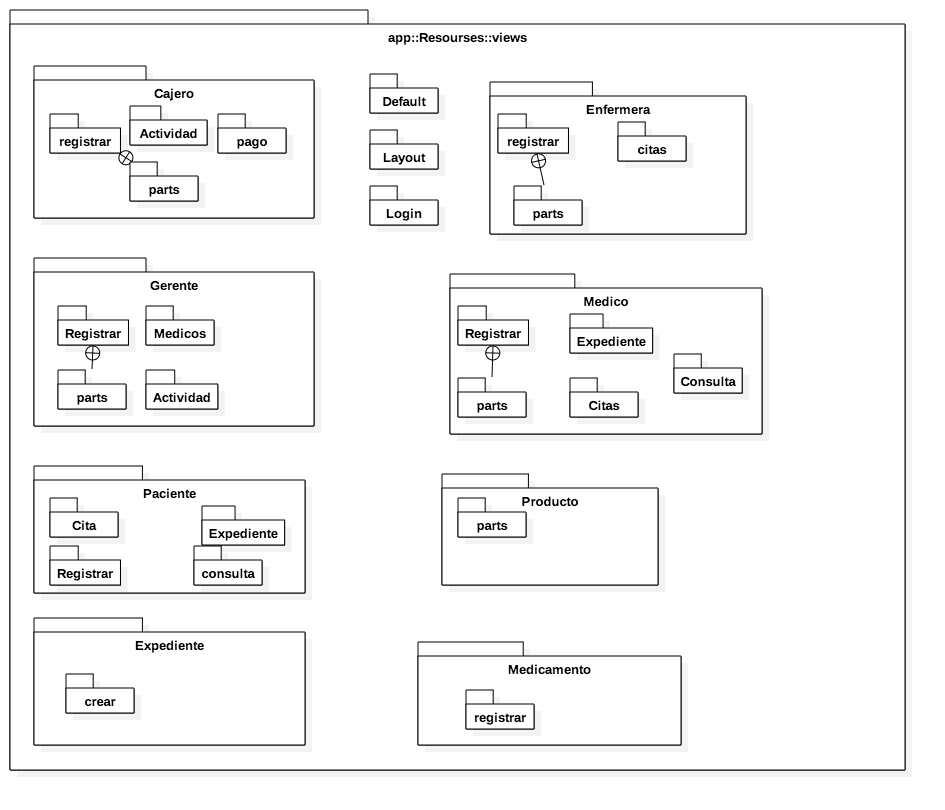 app::Resourses::views
Cajero
registrar
Actividad
pago
parts
Default
Layout
Login
Enfermera
registrar
citas
parts
Gerente
Registrar
Medicos
parts
Actividad
Medico
Registrar
Expediente
Consulta
parts
Citas
Paciente
Cita
Expediente
Registrar
consulta
Producto
parts
Expediente
crear
Medicamento
registrar